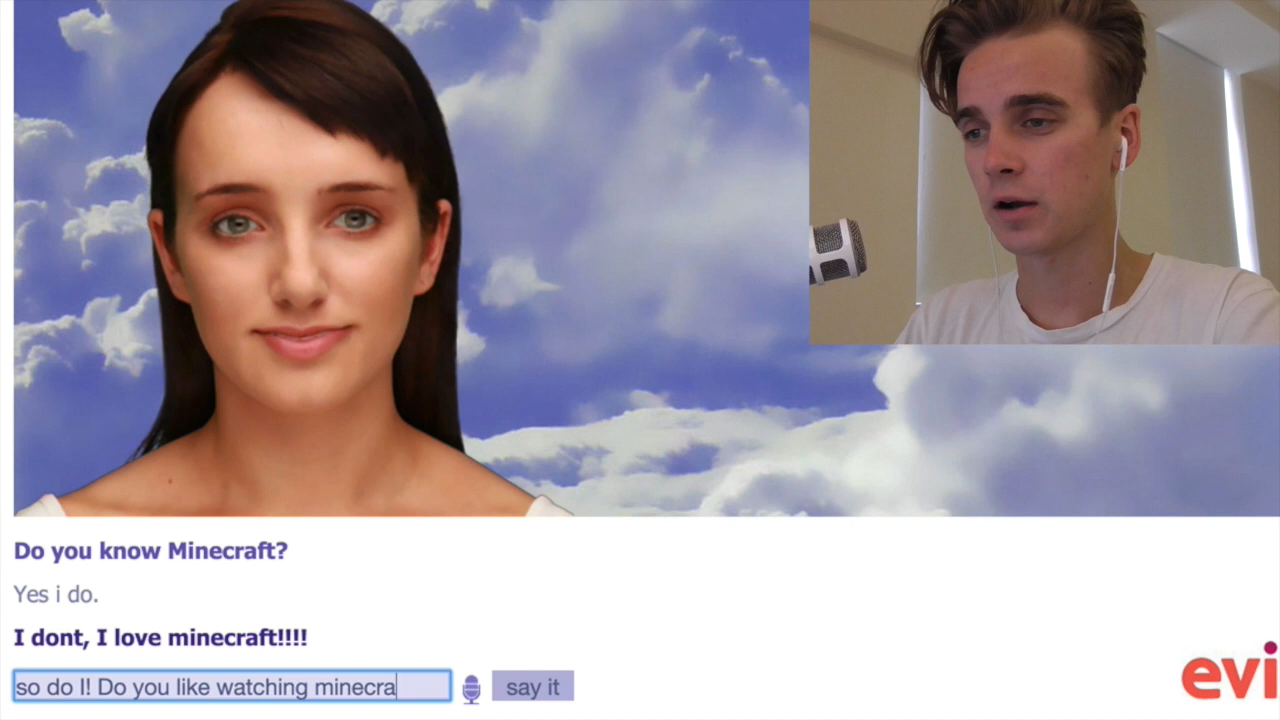 Do you know Minecraft?
Yes i do.
I dont, I love minecraft!!!!
so do I! Do you like watching minecra
say it
evi